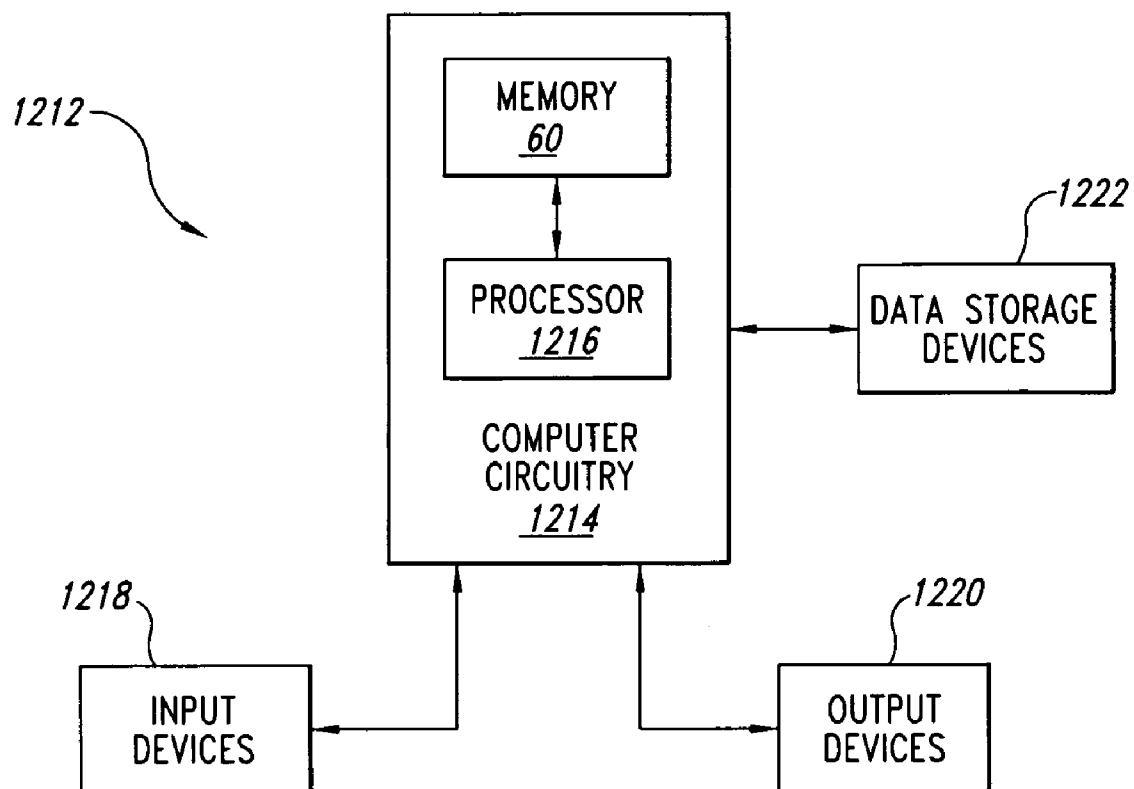 MEMORY
60
1212
1222
PROCESSOR
1216
DATA STORAGE
DEVICES
COMPUTER
CIRCUITRY
1214
1218
1220
INPUT
DEVICES
OUTPUT
DEVICES